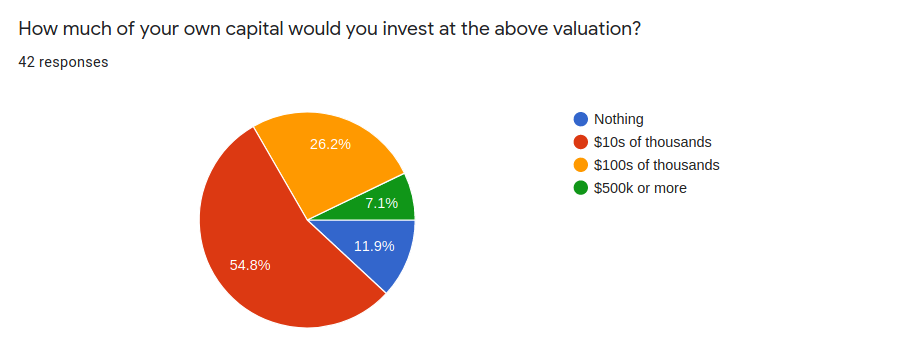 How much of your own capital would you invest at the above valuation?
42 responses
Nothing
$10s of thousands
$100s of thousands
$500k or more
26.2%
7.1%
11.9%
54.8%